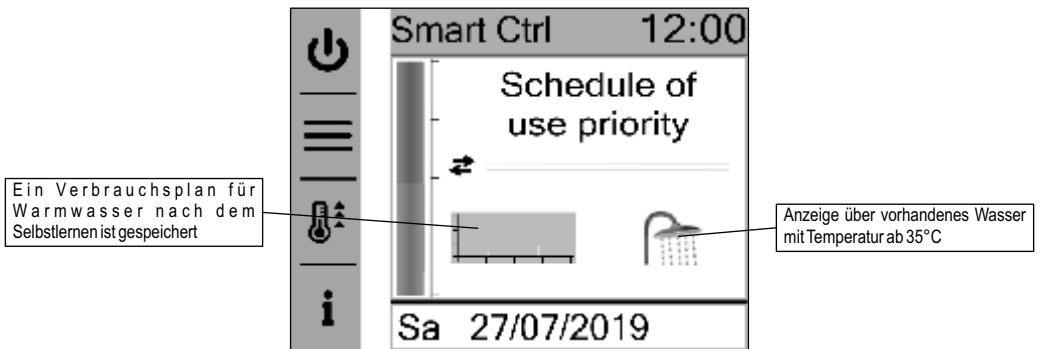 Smart Ctrl 12:00
Schedule of
use priority
Ein Verbrauchsplan für
Warmwasser nach dem
Selbstlernen ist gespeichert
Anzeige über vorhandenes Wasser
mit Temperatur ab 35°C
Sa 27/07/2019